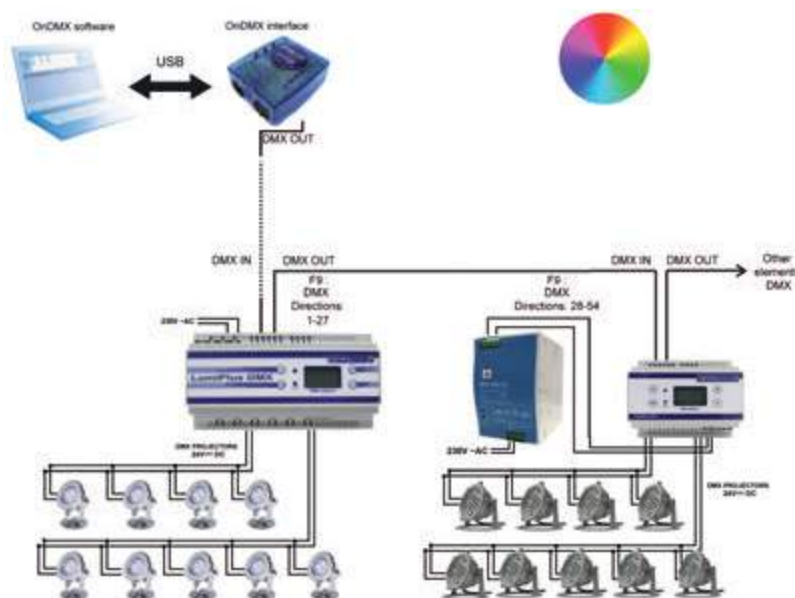 OnDMX software
OnDMX interface
USB
DMX OUT
DMX IN
DMX OUT
F9
DMX
Directions:
1-27
F9
DMX
Directions: 28-54
DMX IN
DMX OUT
Other
element
DMX
230V ~AC
LumiPlus DMX
DMX PROJECTORS
24V DC
230V ~AC
DMX PROJECTORS
24V DC